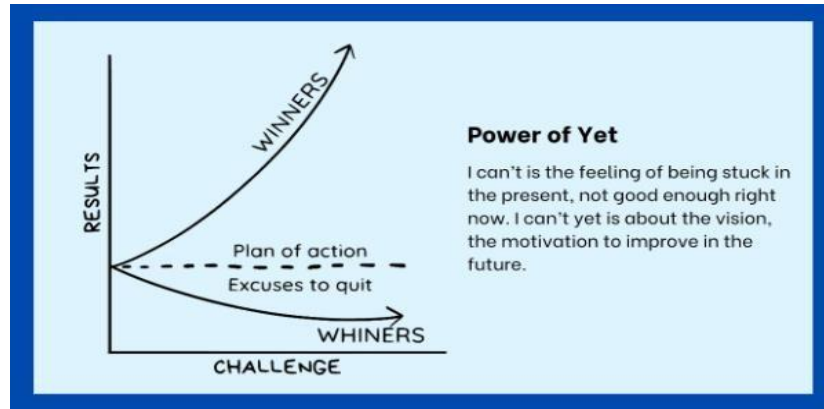 WINNERS
RESULTS
Plan of action
Excuses to quit
WHINERS
CHALLENGE
Power of Yet
I can't is the feeling of being stuck in
the present, not good enough right
now. I can't yet is about the vision,
the motivation to improve in the
future.